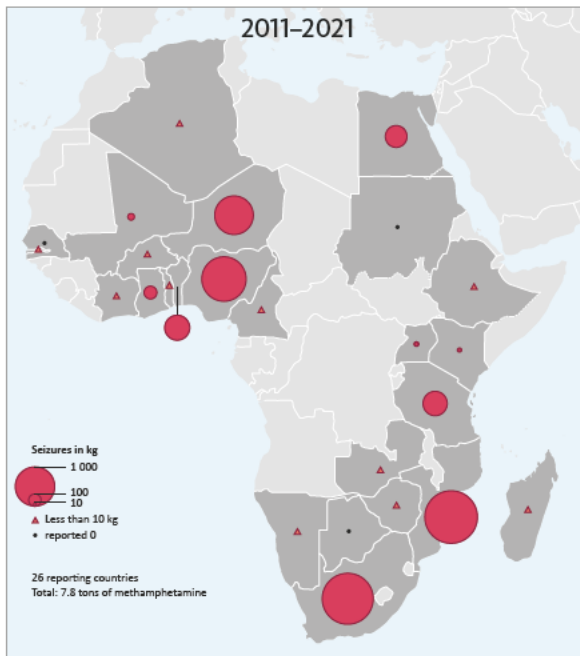 2011–2021
Seizures in kg
1 000
100
10
Less than 10 kg
reported 0
26 reporting countries
Total: 7.8 tons of methamphetamine